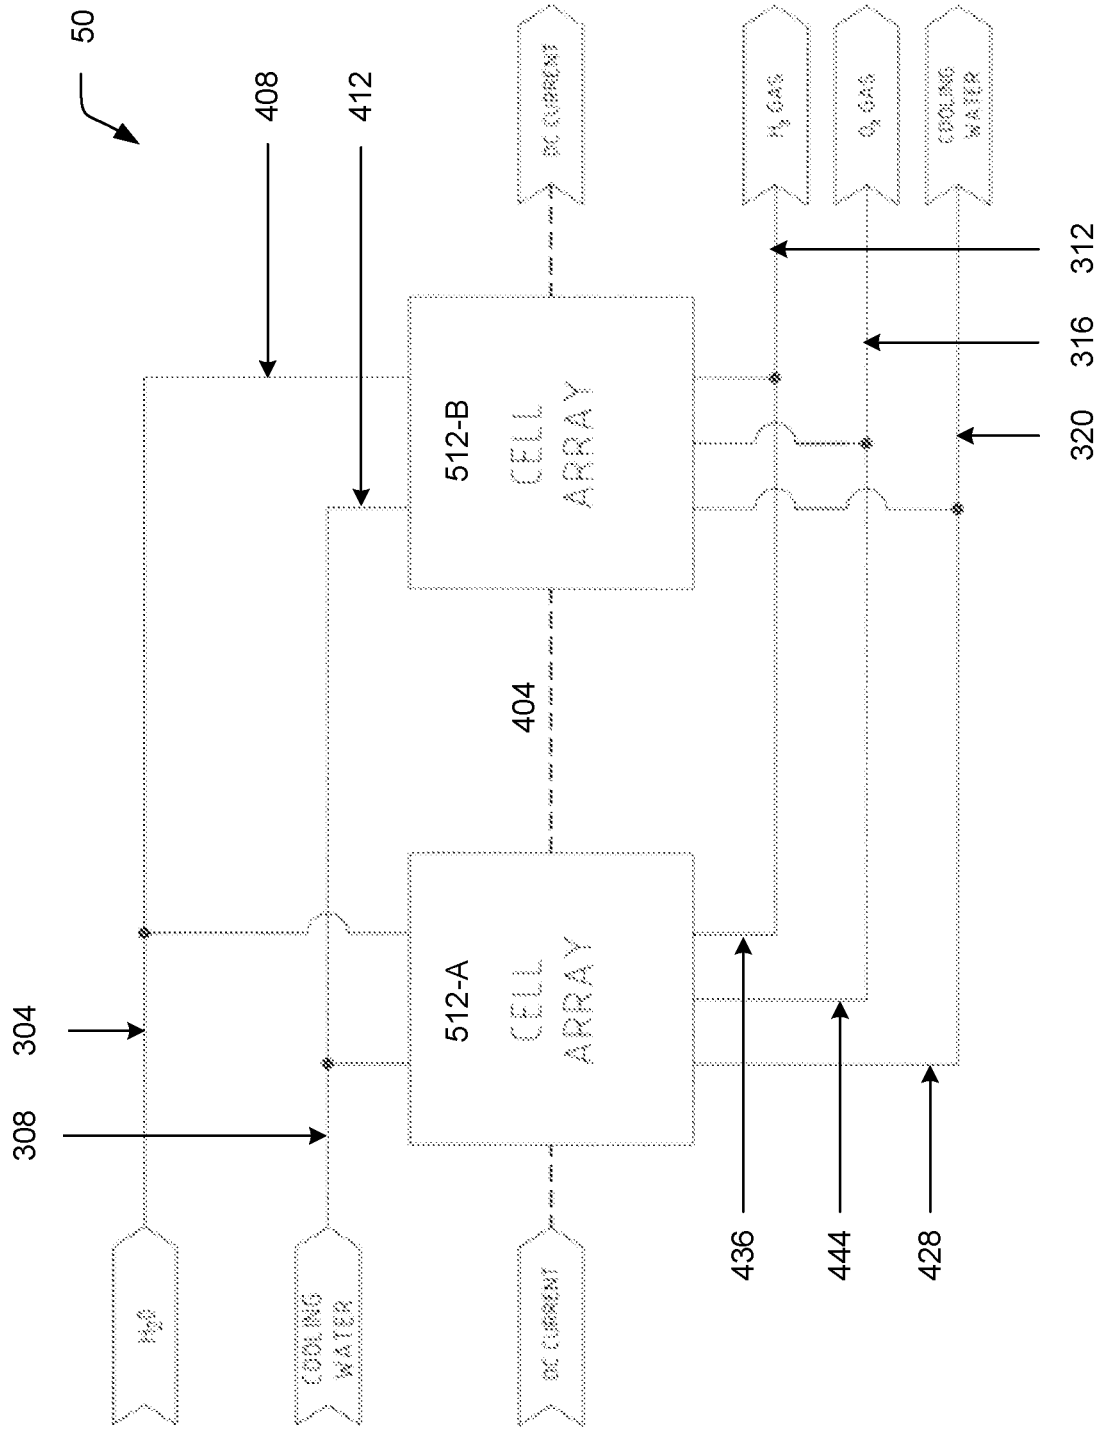 50
408
412
DC CURRENT
H₂ GAS
O₂ GAS
COOLING
WATER
312
316
320
512-B
CELL
ARRAY
404
512-A
CELL
ARRAY
304
308
436
444
428
H₂O
COOLING
WATER
DC CURRENT